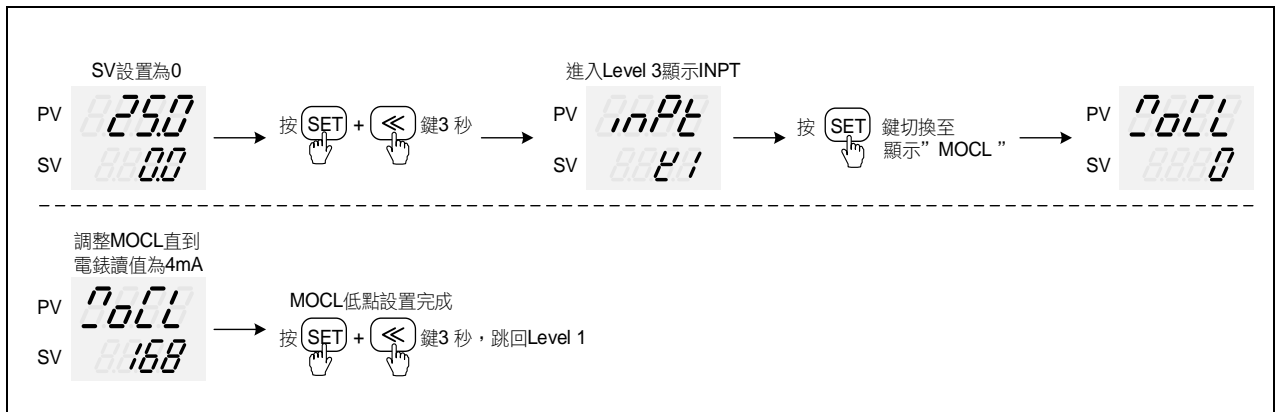 SV設置為0
PV 25.0
SV 0.0
按 SET + ≪ 鍵3 秒
進入Level 3顯示INPT
PV inPt
SV K1
按 SET 鍵切換至
顯示” MOCL ”
PV MoCL
SV 0
調整MOCL直到
電錶讀值為4mA
PV MoCL
SV 168
MOCL低點設置完成
按 SET + ≪ 鍵3 秒，跳回Level 1